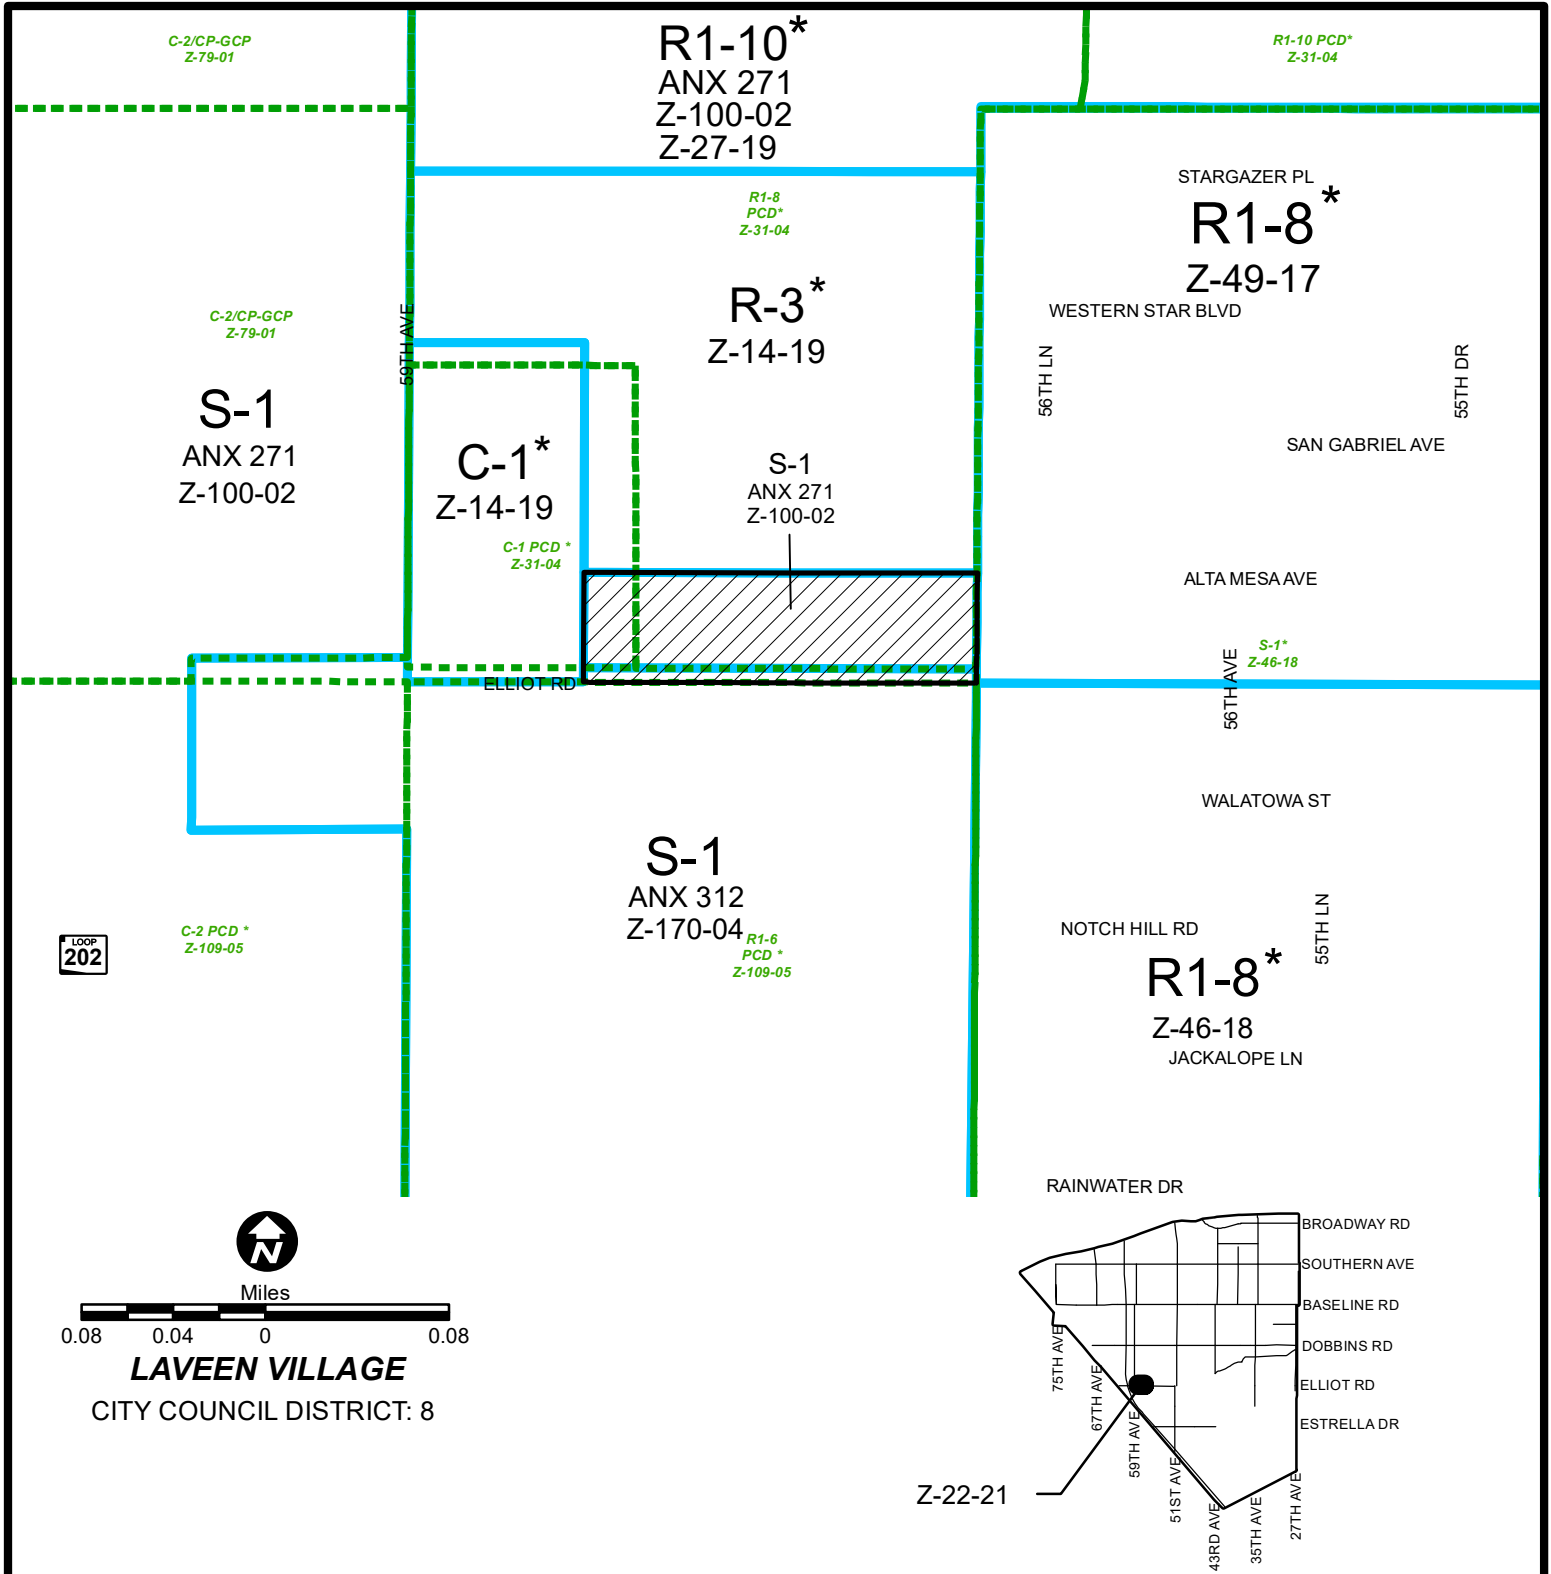 C-2/CP-GCP
Z-79-01
R1-10*
ANX 271
Z-100-02
Z-27-19
R1-10 PCD*
Z-31-04
STARGAZER PL
R1-8*
Z-49-17
WESTERN STAR BLVD
R1-8
PCD*
Z-31-04
R-3*
Z-14-19
C-2/CP-GCP
Z-79-01
59TH AVE
S-1
ANX 271
Z-100-02
C-1*
Z-14-19
C-1 PCD *
Z-31-04
S-1
ANX 271
Z-100-02
56TH LN
55TH DR
SAN GABRIEL AVE
ALTA MESA AVE
S-1*
Z-46-18
56TH AVE
ELLIOT RD
WALATOWA ST
S-1
ANX 312
Z-170-04
R1-6
PCD *
Z-109-05
C-2 PCD *
Z-109-05
LOOP
202
NOTCH HILL RD
55TH LN
R1-8*
Z-46-18
JACKALOPE LN
RAINWATER DR
N
Miles
0.08 0.04 0 0.08
LAVEEN VILLAGE
CITY COUNCIL DISTRICT: 8
BROADWAY RD
SOUTHERN AVE
BASELINE RD
DOBBINS RD
ELLIOT RD
ESTRELLA DR
75TH AVE
67TH AVE
59TH AVE
51ST AVE
43RD AVE
35TH AVE
27TH AVE
Z-22-21